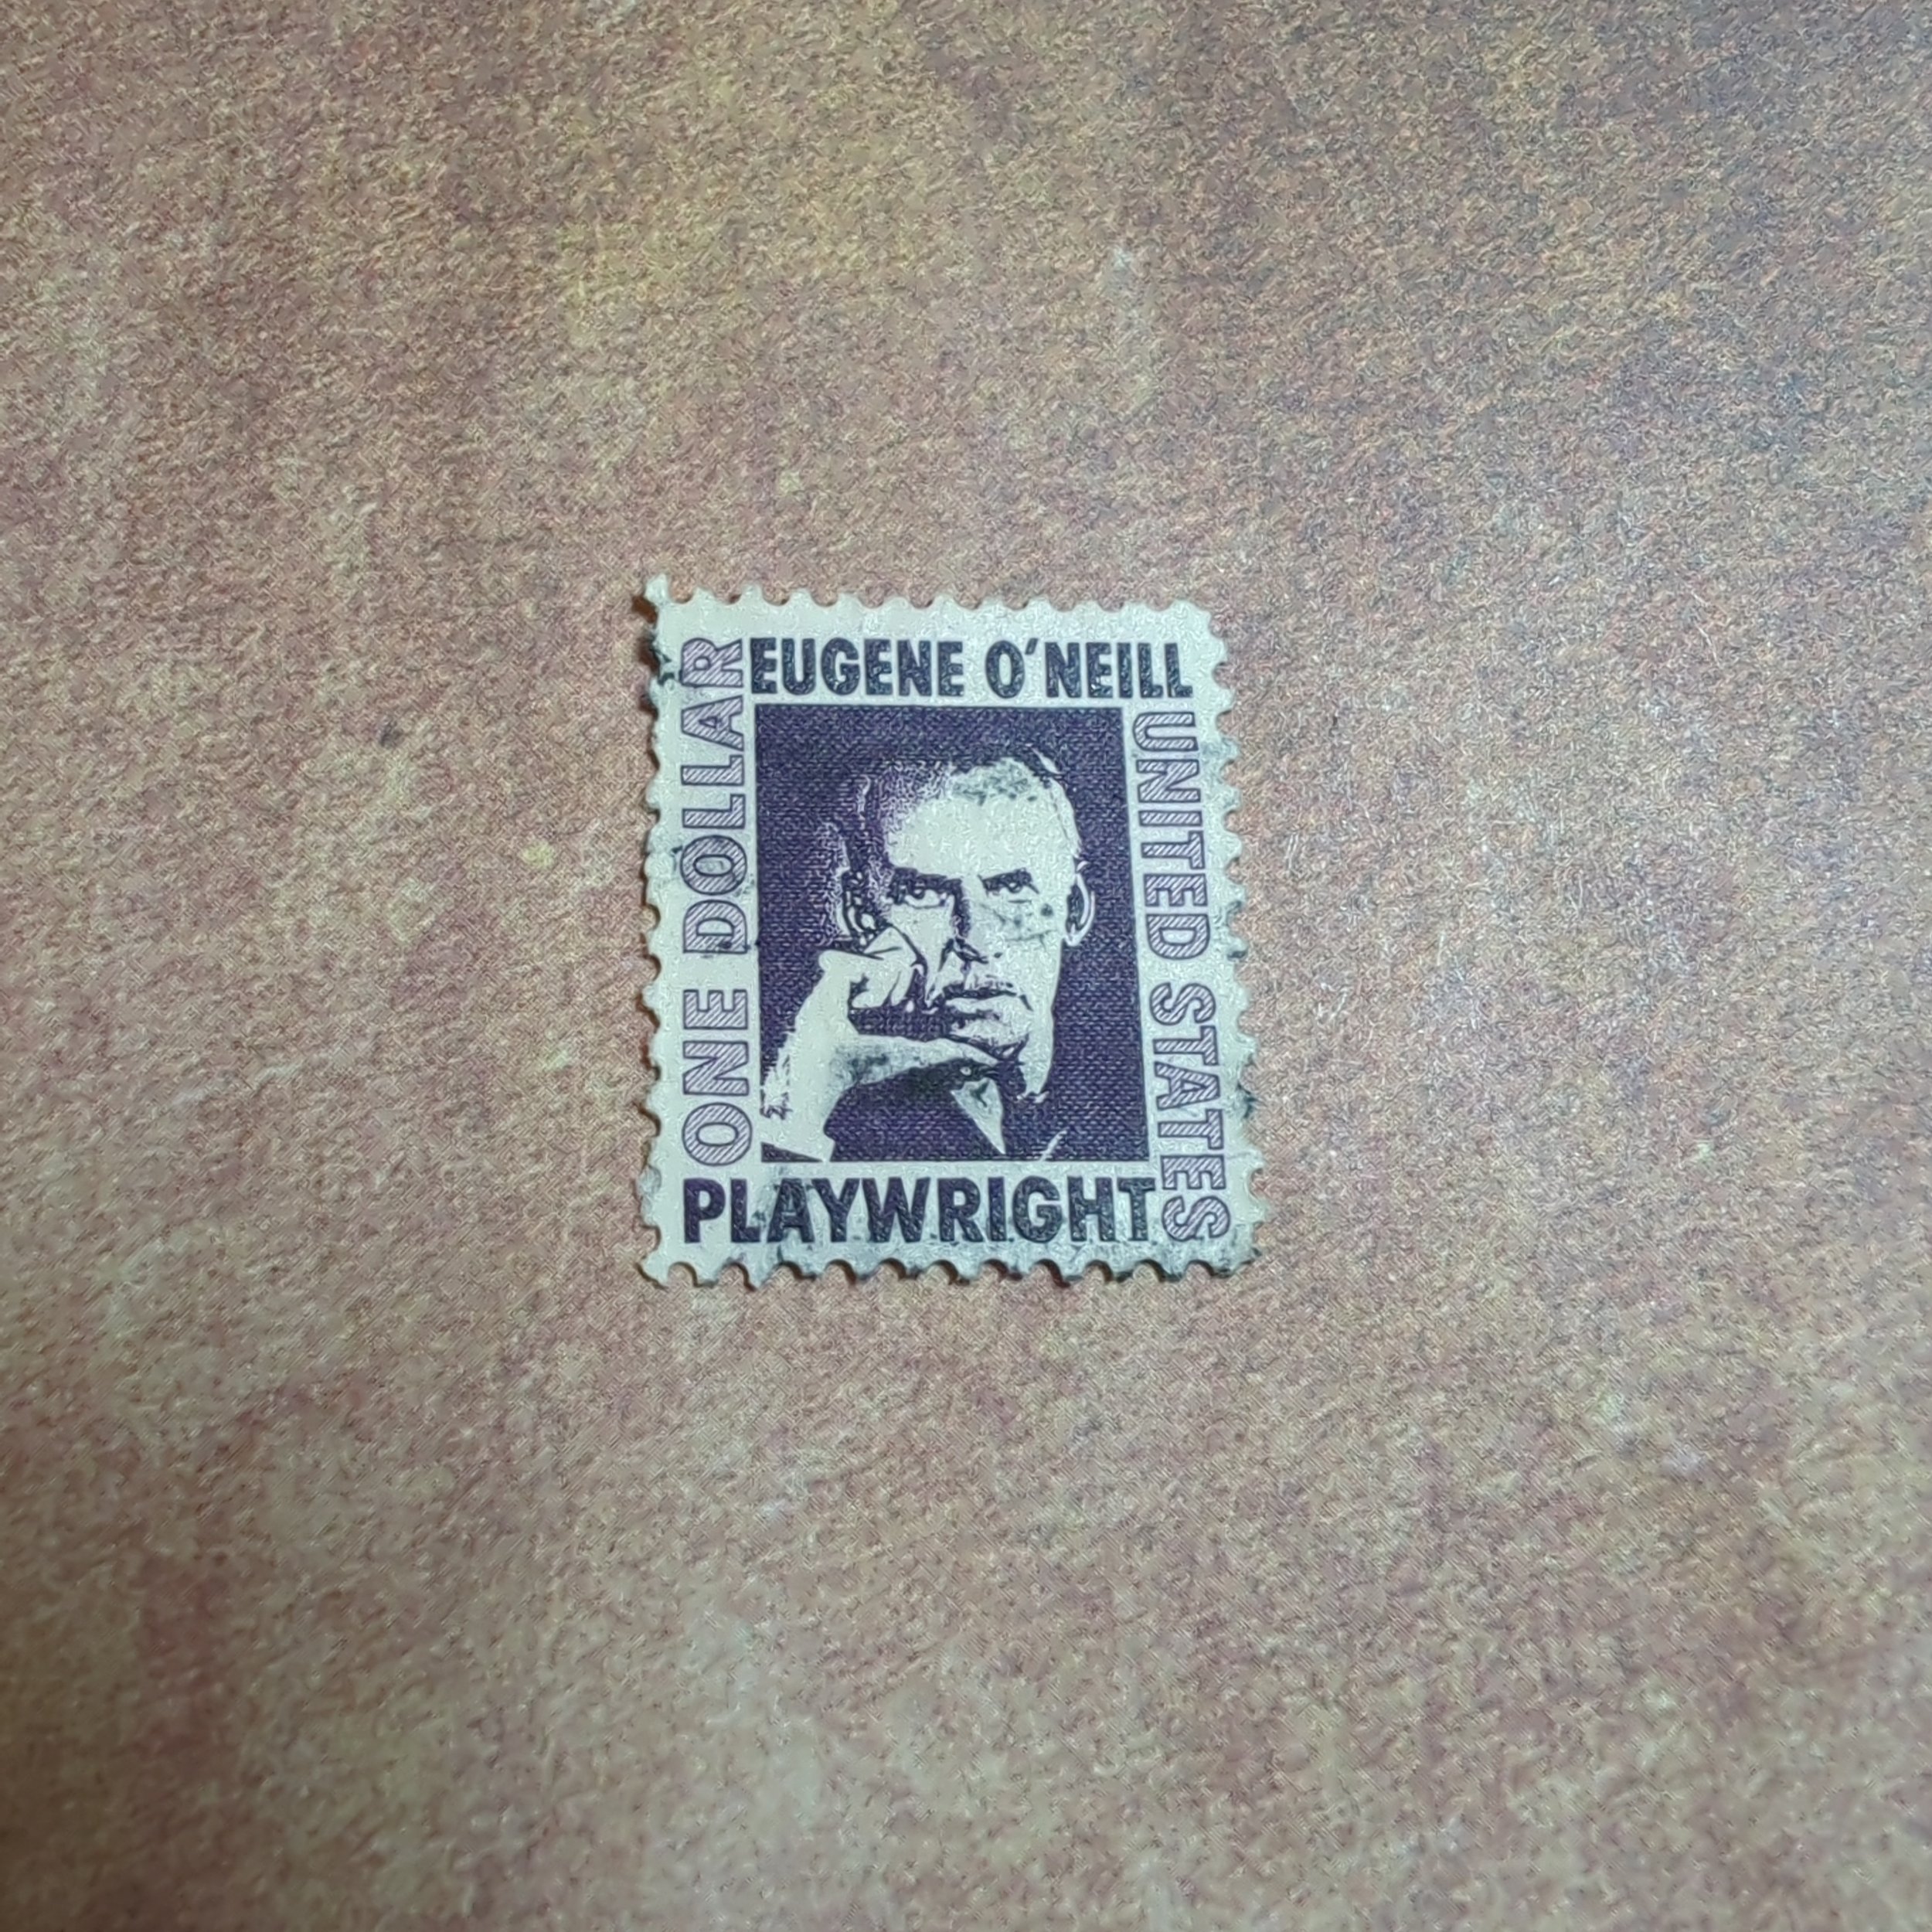 EUGENE O'NEILL
ONE DOLLAR
UNITED STATES
PLAYWRIGHT